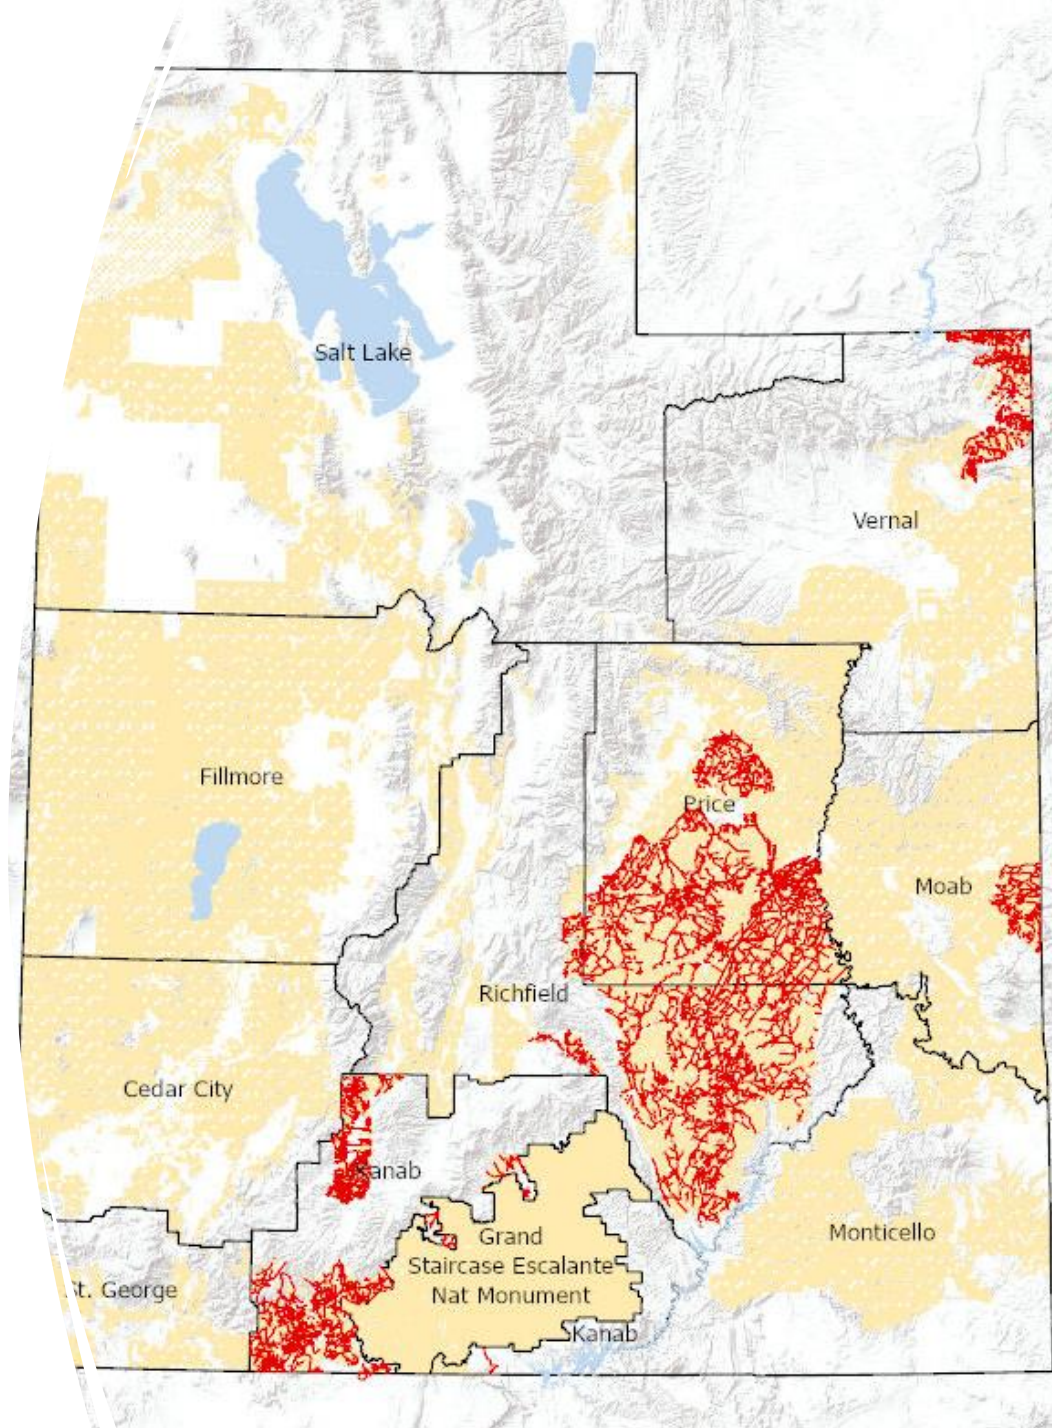 Salt Lake
Vernal
Fillmore
Price
Moab
Richfield
Cedar City
Kanab
Grand
Staircase Escalante
Nat Monument
Monticello
St. George
Kanab